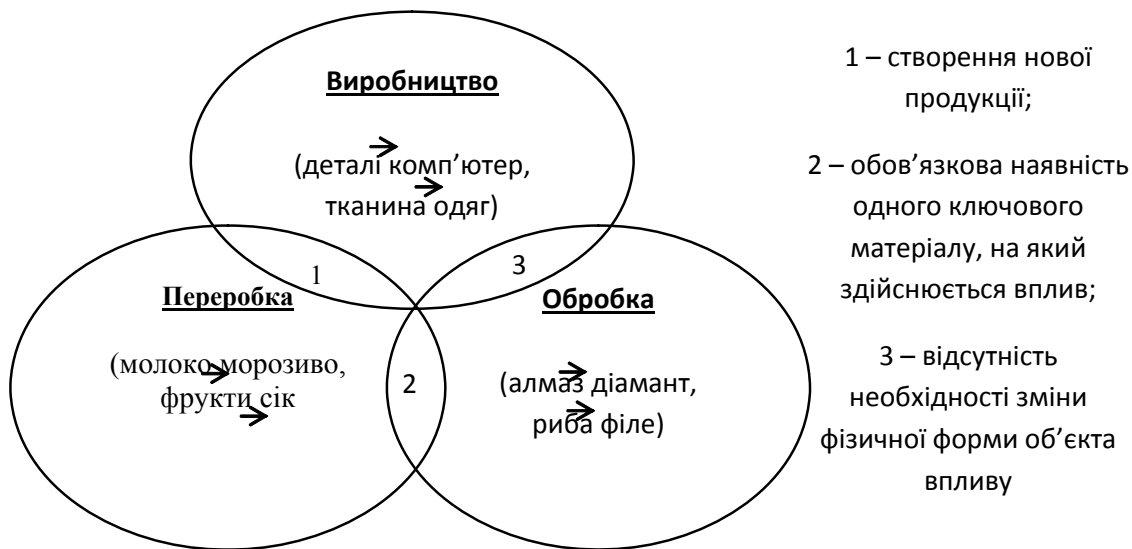 Виробництво
(деталі комп’ютер,
тканина одяг)
1
3
Переробка
(молоко морозиво,
фрукти сік
2
Обробка
(алмаз діамант,
риба філе)
1 – створення нової
продукції;
2 – обов’язкова наявність
одного ключового
матеріалу, на який
здійснюється вплив;
3 – відсутність
необхідності зміни
фізичної форми об’єкта
впливу